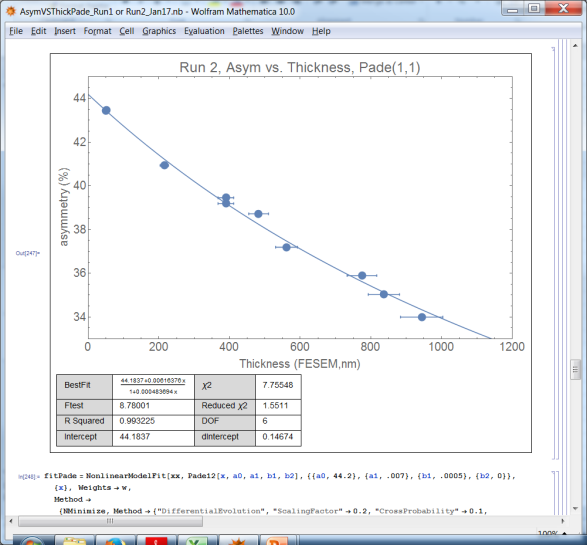 AsymVSThickPade_Run1 or Run2_Jan17.nb - Wolfram Mathematica 10.0
File Edit Insert Format Cell Graphics Evaluation Palettes Window Help
Run 2, Asym vs. Thickness, Pade(1,1)
44
42
40
38
36
34
asymmetry (%)
Out[247]=
0 200 400 600 800 1000 1200
Thickness (FESEM,nm)
BestFit 44.1837+0.00616376 x / 1+0.000483694 x χ2 7.75548
Ftest 8.78001 Reduced χ2 1.5511
R Squared 0.993225 DOF 6
Intercept 44.1837 dIntercept 0.14674
In[248]:= fitPade = NonlinearModelFit[xx, Pade12[x, a0, a1, b1, b2], {{a0, 44.2}, {a1, .007}, {b1, .0005}, {b2, 0}},
{x}, Weights → w,
Method →
{NMinimize, Method → {"DifferentialEvolution", "ScalingFactor" → 0.2, "CrossProbability" → 0.1,
100%